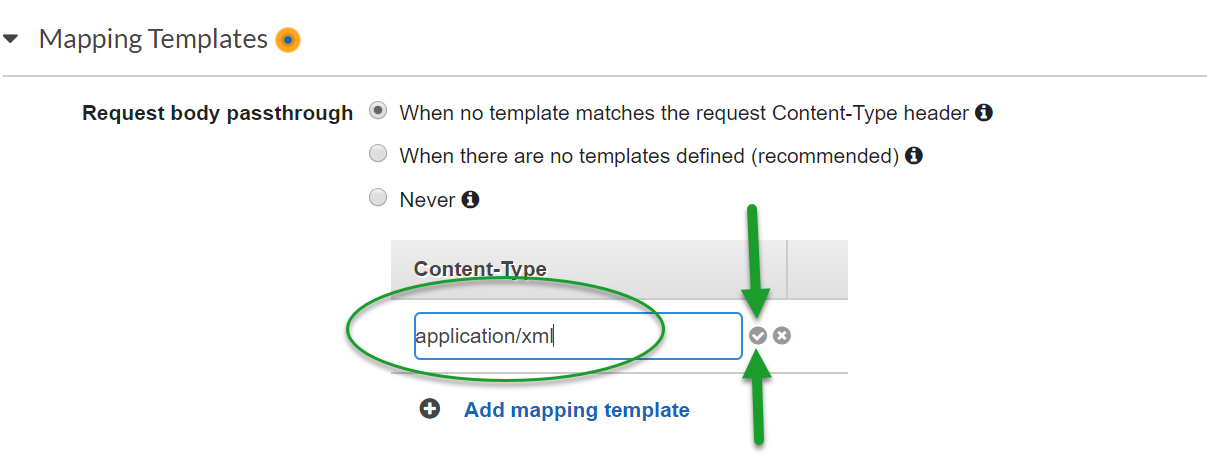 Mapping Templates
Request body passthrough
When no template matches the request Content-Type header
When there are no templates defined (recommended)
Never
Content-Type
application/xml
Add mapping template